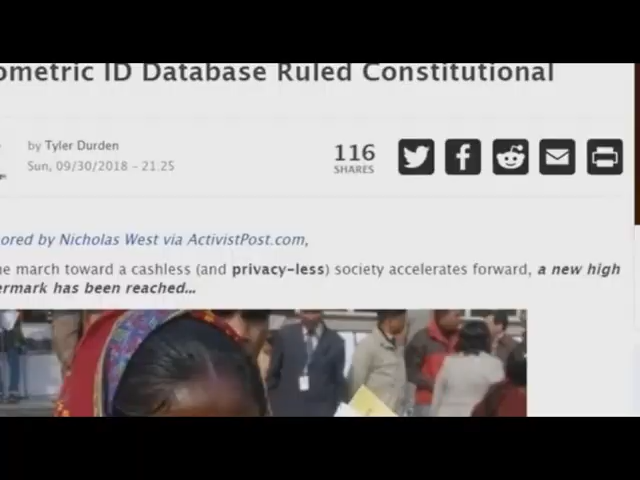 ometric ID Database Ruled Constitutional
by Tyler Durden
Sun, 09/30/2018 - 21:25
116
SHARES
ored by Nicholas West via ActivistPost.com,
e march toward a cashless (and privacy-less) society accelerates forward, a new high
ermark has been reached...